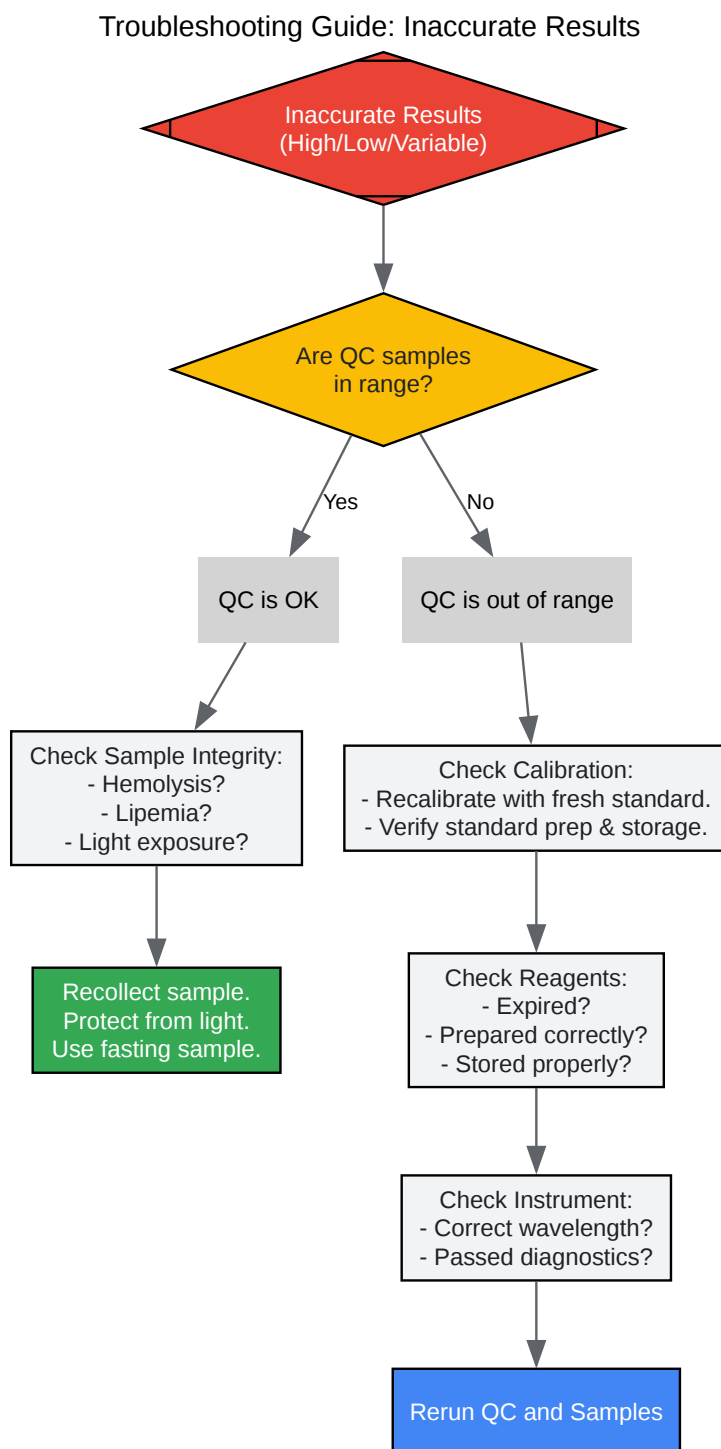 Troubleshooting Guide: Inaccurate Results
Inaccurate Results
(High/Low/Variable)
Are QC samples
in range?
Yes
No
QC is OK
QC is out of range
Check Sample Integrity:
- Hemolysis?
- Lipemia?
- Light exposure?
Check Calibration:
- Recalibrate with fresh standard.
- Verify standard prep & storage.
Recollect sample.
Protect from light.
Use fasting sample.
Check Reagents:
- Expired?
- Prepared correctly?
- Stored properly?
Check Instrument:
- Correct wavelength?
- Passed diagnostics?
Rerun QC and Samples